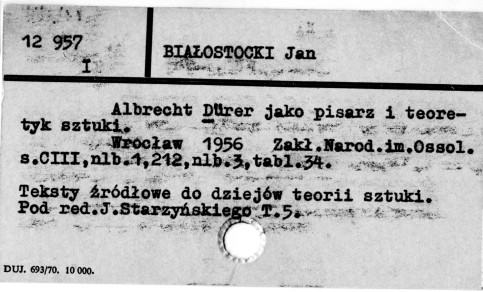 12 957
I
BIAŁOSTOCKI Jan
Albrecht Dürer jako pisarz i teore-
tyk sztuki.
Wrocław 1956 Zakł.Narod.im.Ossol.
s.CIII,nlb.1,212,nlb.3,tabl.34.
Teksty źródłowe do dziejów teorii sztuki.
Pod red.J.Starzyńskiego T.5.
DUJ. 693/70. 10 000.